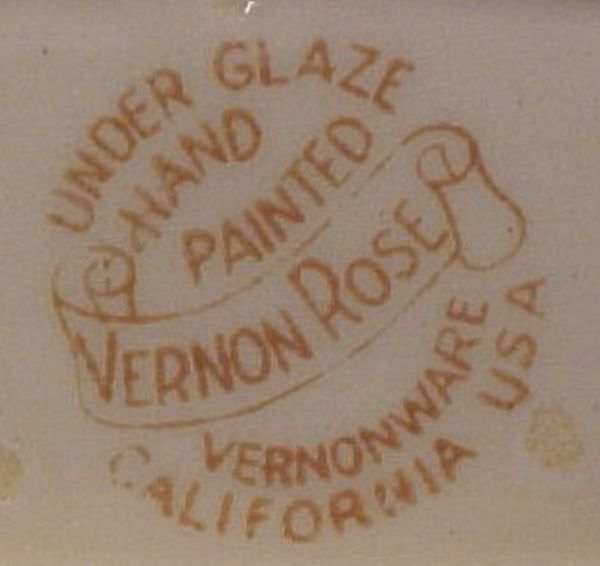 UNDER GLAZE
HAND
PAINTED
VERNON ROSE
VERNONWARE
CALIFORNIA USA